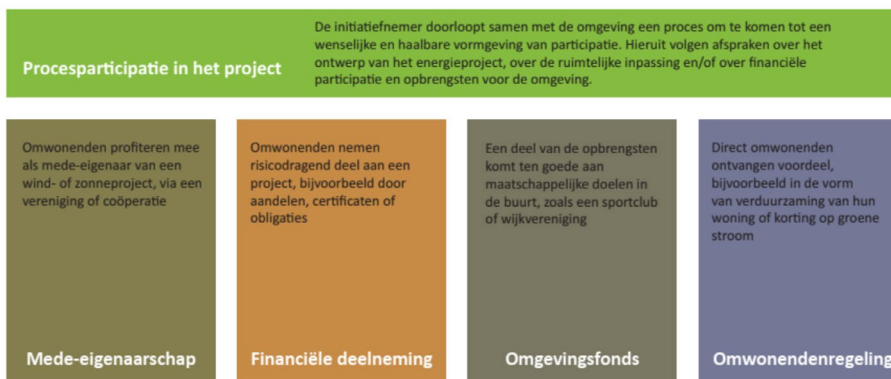 Procesparticipatie in het project
De initiatiefnemer doorloopt samen met de omgeving een proces om te komen tot een
wenselijke en haalbare vormgeving van participatie. Hieruit volgen afspraken over het
ontwerp van het energieproject, over de ruimtelijke inpassing en/of over financiële
participatie en opbrengsten voor de omgeving.
Omwonenden profiteren mee
als mede-eigenaar van een
wind- of zonneproject, via een
vereniging of coöperatie
Mede-eigenaarschap
Omwonenden nemen
risicodragend deel aan een
project, bijvoorbeeld door
aandelen, certificaten of
obligaties
Financiële deelneming
Een deel van de opbrengsten
komt ten goede aan
maatschappelijke doelen in
de buurt, zoals een sportclub
of wijkvereniging
Omgevingsfonds
Direct omwonenden
ontvangen voordeel,
bijvoorbeeld in de vorm
van verduurzaming van hun
woning of korting op groene
stroom
Omwonendenregeling